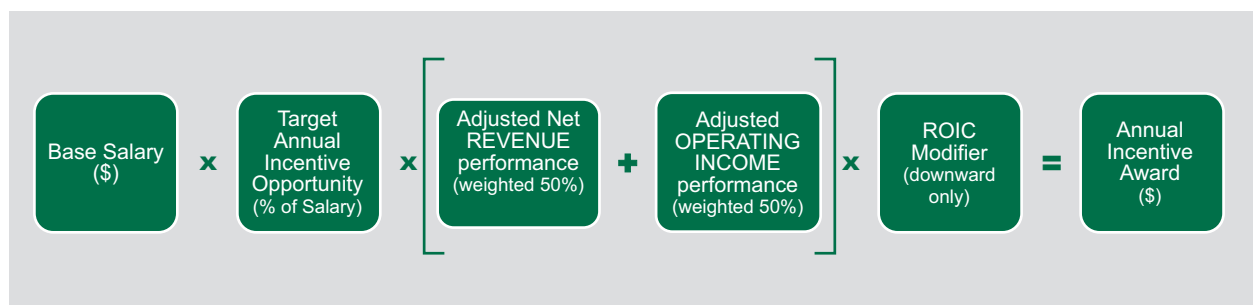 Base Salary
($)
x
Target
Annual
Incentive
Opportunity
(% of Salary)
x
Adjusted Net
REVENUE
performance
(weighted 50%)
+
Adjusted
OPERATING
INCOME
performance
(weighted 50%)
x
ROIC
Modifier
(downward
only)
=
Annual
Incentive
Award
($)